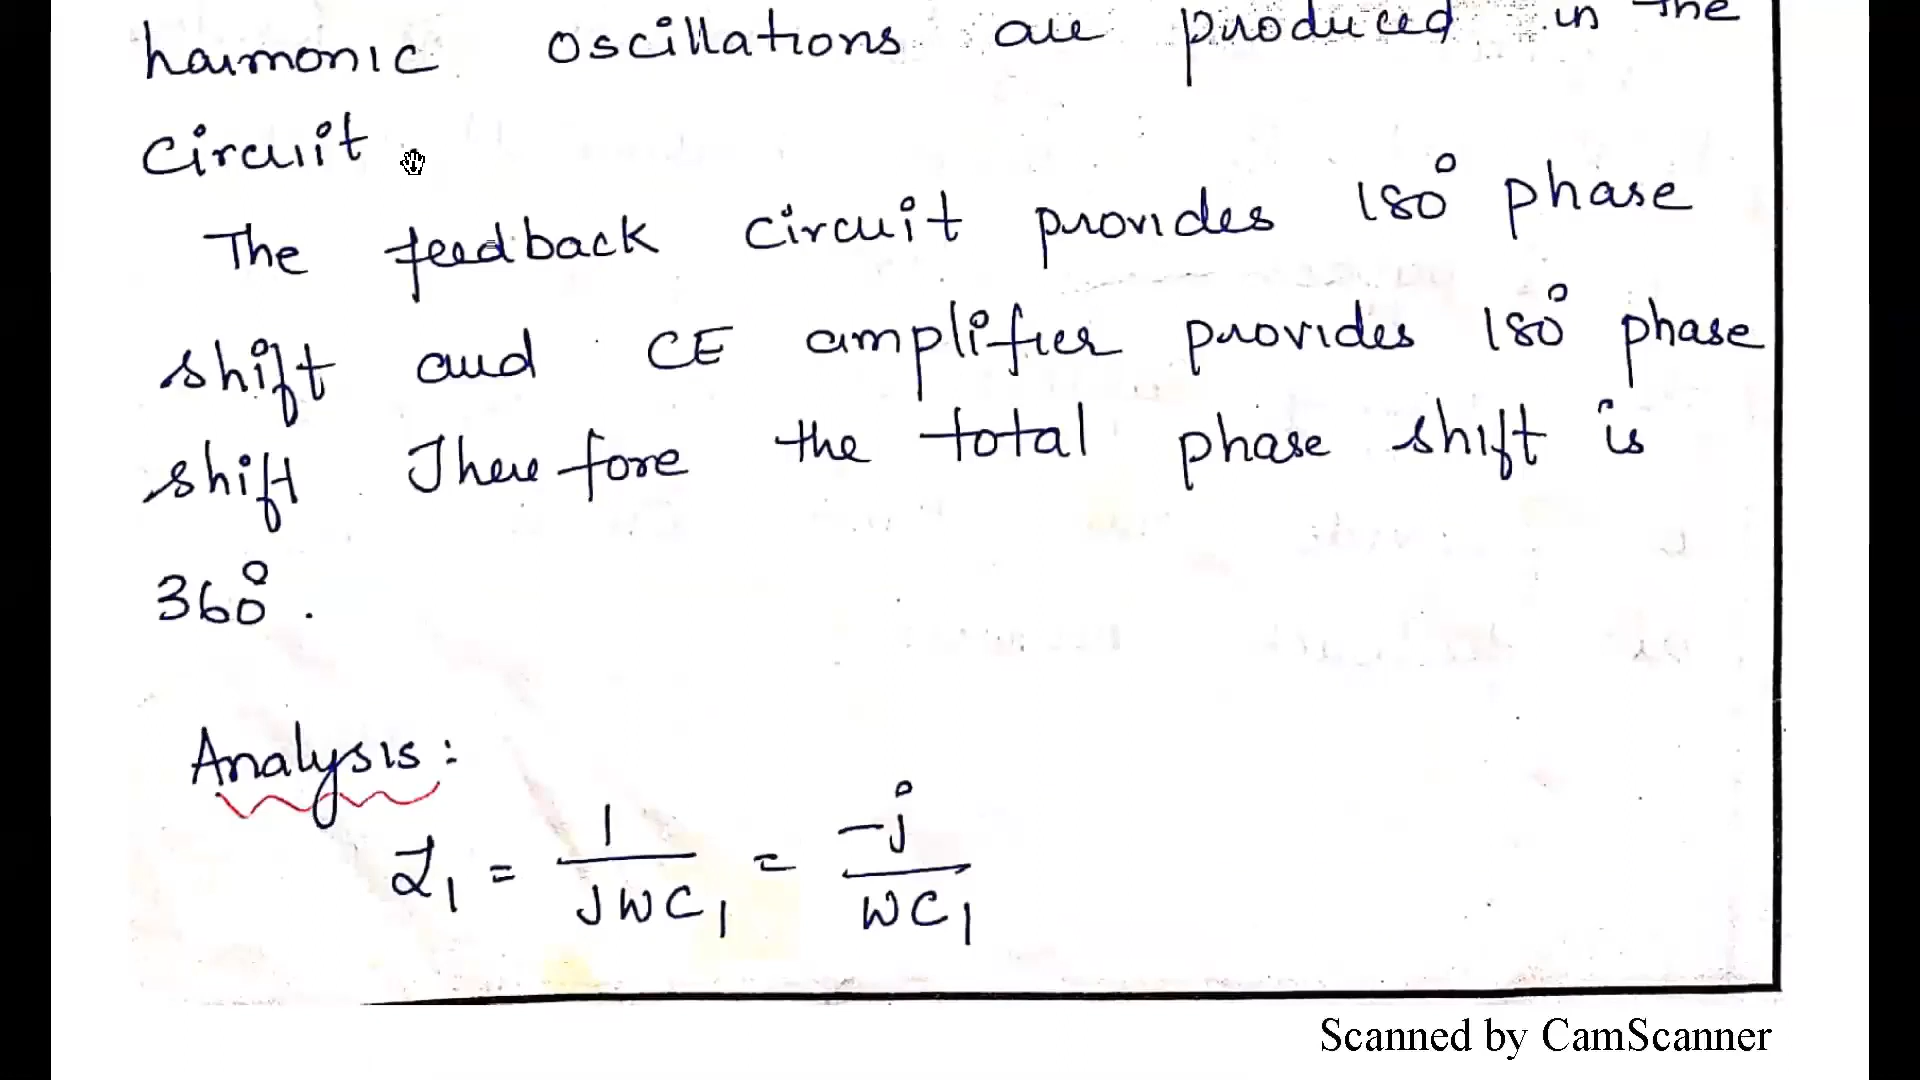 harmonic oscillations are produced in the
circuit.
The feedback circuit provides 180° phase
shift and CE amplifier provides 180° phase
shift. Therefore the total phase shift is
360°.
Analysis:
Z₁ = 1/jωC₁ = -j/ωC₁
Scanned by CamScanner